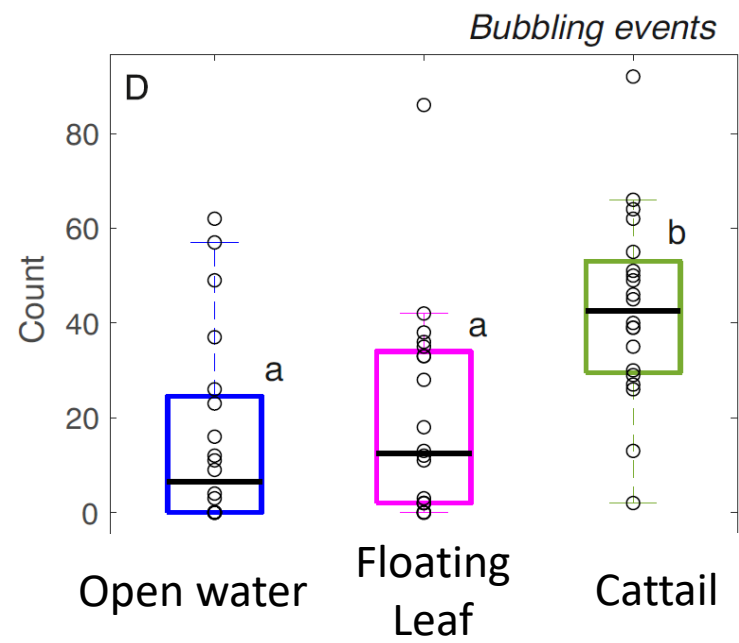 Bubbling events
D
Count
80
60
40
20
0
a
a
b
Open water
Floating
Leaf
Cattail